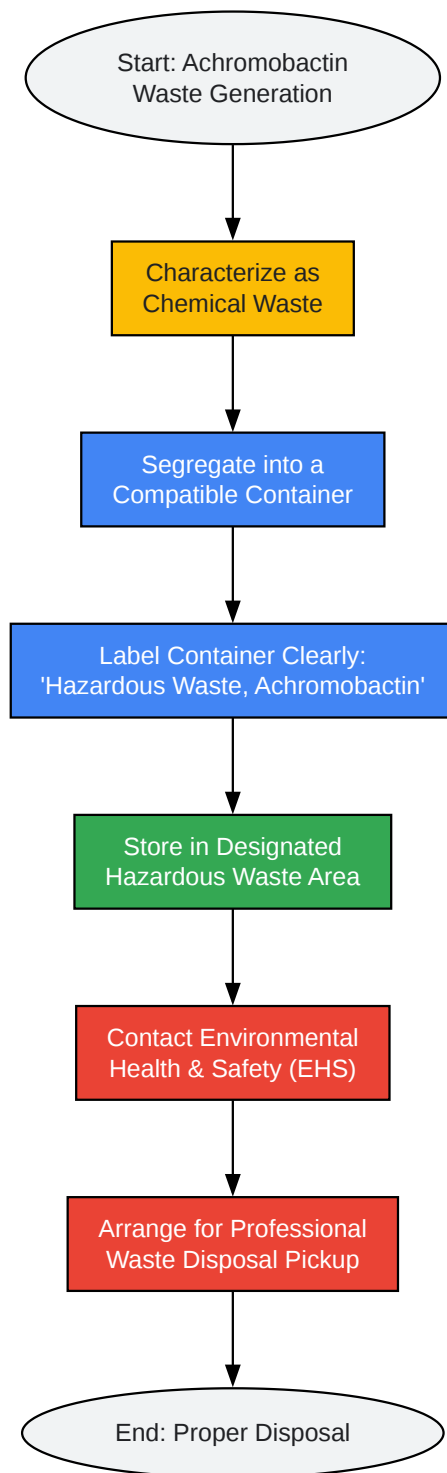 Start: Achromobactin
Waste Generation
Characterize as
Chemical Waste
Segregate into a
Compatible Container
Label Container Clearly:
'Hazardous Waste, Achromobactin'
Store in Designated
Hazardous Waste Area
Contact Environmental
Health & Safety (EHS)
Arrange for Professional
Waste Disposal Pickup
End: Proper Disposal